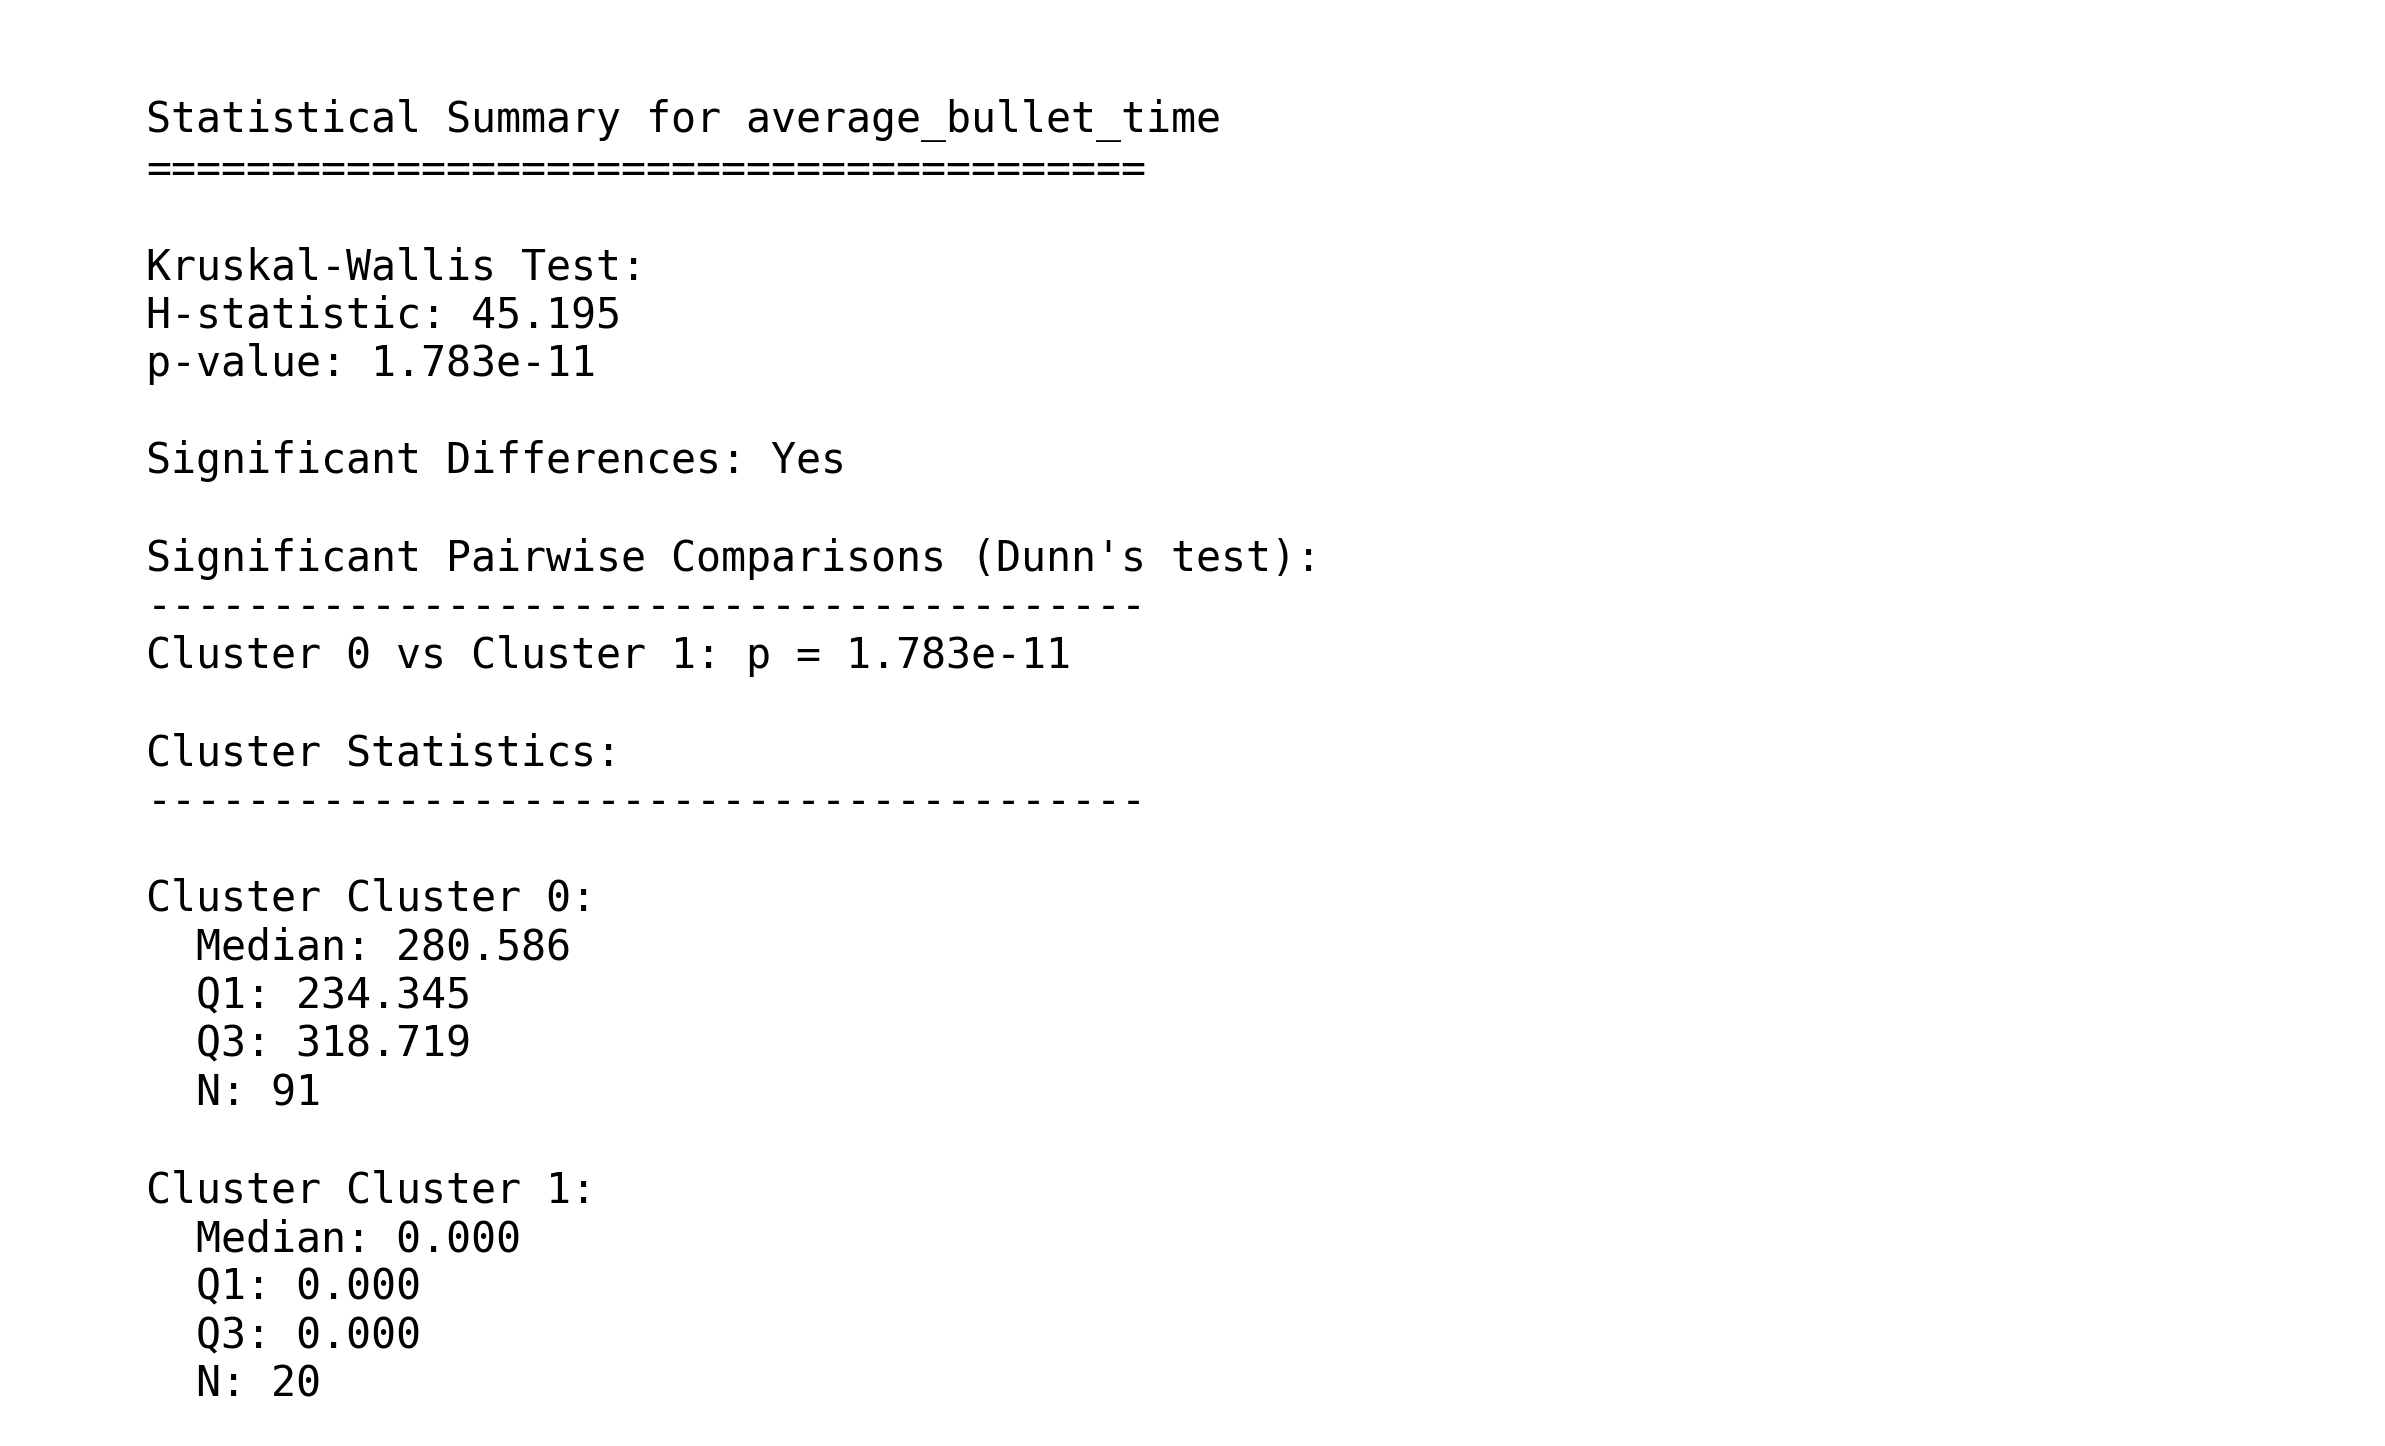 Statistical Summary for average_bullet_time
========================================
Kruskal-Wallis Test:
H-statistic: 45.195
p-value: 1.783e-11
Significant Differences: Yes
Significant Pairwise Comparisons (Dunn's test):
----------------------------------------
Cluster 0 vs Cluster 1: p = 1.783e-11
Cluster Statistics:
----------------------------------------
Cluster Cluster 0:
  Median: 280.586
  Q1: 234.345
  Q3: 318.719
  N: 91
Cluster Cluster 1:
  Median: 0.000
  Q1: 0.000
  Q3: 0.000
  N: 20